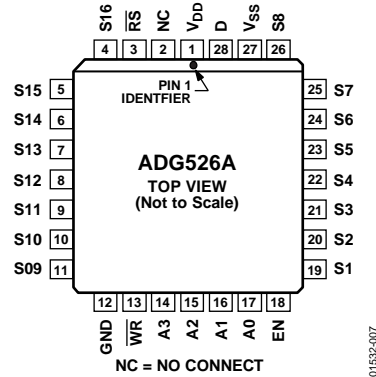 S16 R̅S̅ NC VDD D VSS S8
4 3 2 1 28 27 26
PIN 1
IDENTFIER
S15 5 25 S7
S14 6 24 S6
S13 7 23 S5
S12 8 22 S4
S11 9 21 S3
S10 10 20 S2
S09 11 19 S1
ADG526A
TOP VIEW
(Not to Scale)
12 13 14 15 16 17 18
GND W̅R̅ A3 A2 A1 A0 EN
NC = NO CONNECT
01532-007